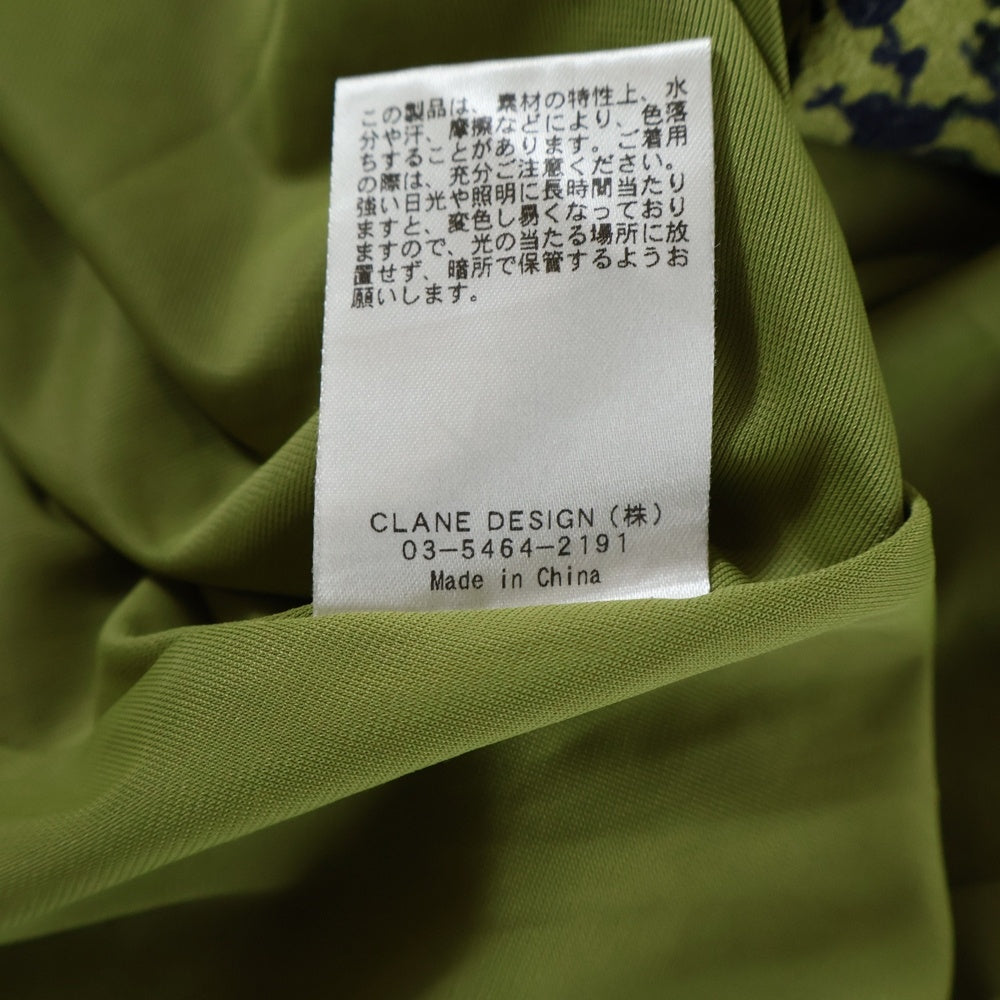 この製品は、素材の特性上、水
分や汗、摩擦などにより、色落
ちすることがあります。ご着用
の際は、充分ご注意ください。
強い日光や照明に長時間当たり
ますと、変色し易くなっており
ますので、光の当たる場所に放
置せず、暗所で保管するようお
願いします。
CLANE DESIGN（株）
03-5464-2191
Made in China